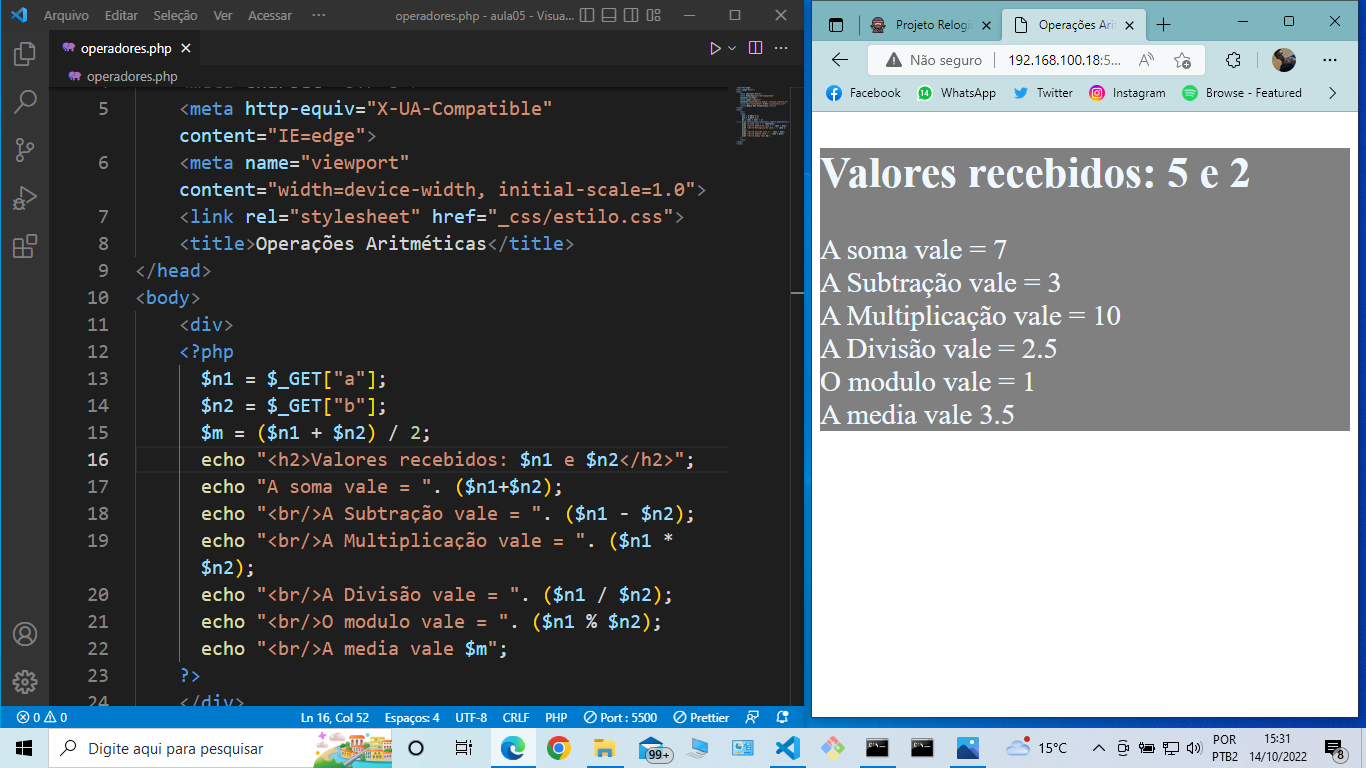 Arquivo Editar Seleção Ver Acessar ··· operadores.php - aula05 - Visua...
operadores.php
operadores.php
5 <meta http-equiv="X-UA-Compatible"
content="IE=edge">
6 <meta name="viewport"
content="width=device-width, initial-scale=1.0">
7 <link rel="stylesheet" href="_css/estilo.css">
8 <title>Operações Aritméticas</title>
9 </head>
10 <body>
11 <div>
12 <?php
13 $n1 = $_GET["a"];
14 $n2 = $_GET["b"];
15 $m = ($n1 + $n2) / 2;
16 echo "<h2>Valores recebidos: $n1 e $n2</h2>";
17 echo "A soma vale = ". ($n1+$n2);
18 echo "<br/>A Subtração vale = ". ($n1 - $n2);
19 echo "<br/>A Multiplicação vale = ". ($n1 *
$n2);
20 echo "<br/>A Divisão vale = ". ($n1 / $n2);
21 echo "<br/>O modulo vale = ". ($n1 % $n2);
22 echo "<br/>A media vale $m";
23 ?>
24 </div>
0 0 Ln 16, Col 52 Espaços: 4 UTF-8 CRLF PHP Port : 5500 Prettier
Projeto Relogi Operações Ari
Não seguro 192.168.100.18:5...
Facebook WhatsApp Twitter Instagram Browse - Featured
Valores recebidos: 5 e 2
A soma vale = 7
A Subtração vale = 3
A Multiplicação vale = 10
A Divisão vale = 2.5
O modulo vale = 1
A media vale 3.5
Digite aqui para pesquisar
99+
15°C
POR
PTB2
15:31
14/10/2022
8